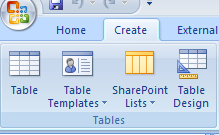 Home Create External
Table Table Templates SharePoint Lists Table Design
Tables